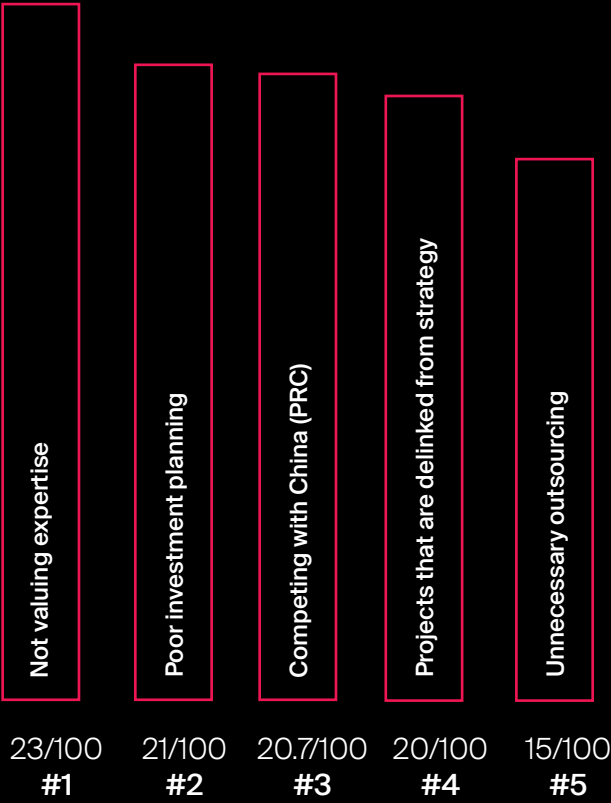 Not valuing expertise
Poor investment planning
Competing with China (PRC)
Projects that are delinked from strategy
Unnecessary outsourcing
23/100
#1
21/100
#2
20.7/100
#3
20/100
#4
15/100
#5